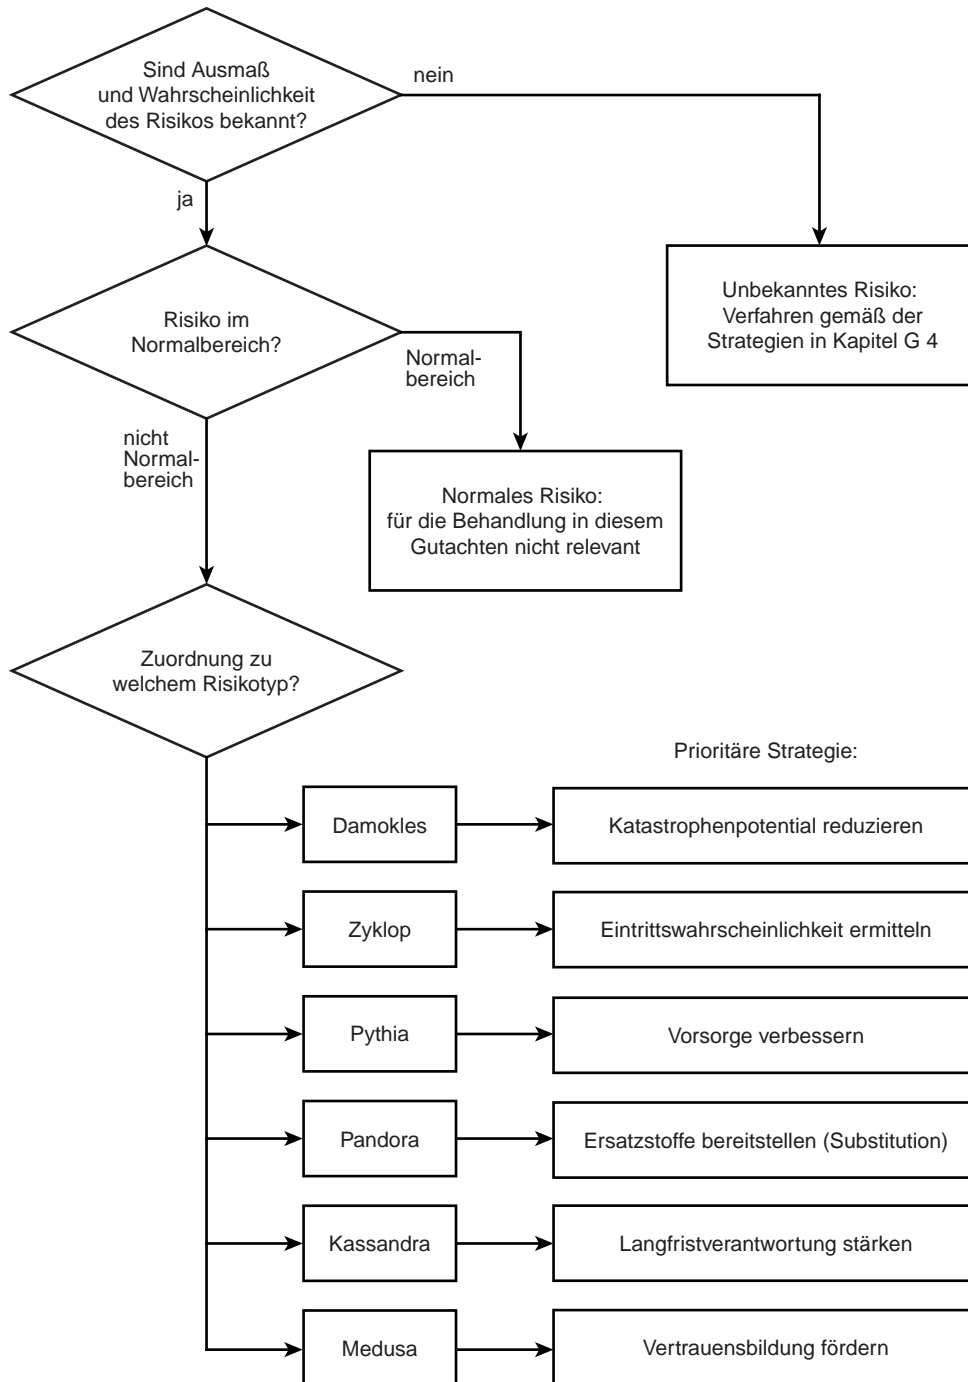 Sind Ausmaß
und Wahrscheinlichkeit
des Risikos bekannt?
nein
ja
Risiko im
Normalbereich?
Normal-
bereich
Unbekanntes Risiko:
Verfahren gemäß der
Strategien in Kapitel G 4
nicht
Normal-
bereich
Normales Risiko:
für die Behandlung in diesem
Gutachten nicht relevant
Zuordnung zu
welchem Risikotyp?
Prioritäre Strategie:
Damokles
Katastrophenpotential reduzieren
Zyklop
Eintrittswahrscheinlichkeit ermitteln
Pythia
Vorsorge verbessern
Pandora
Ersatzstoffe bereitstellen (Substitution)
Kassandra
Langfristverantwortung stärken
Medusa
Vertrauensbildung fördern